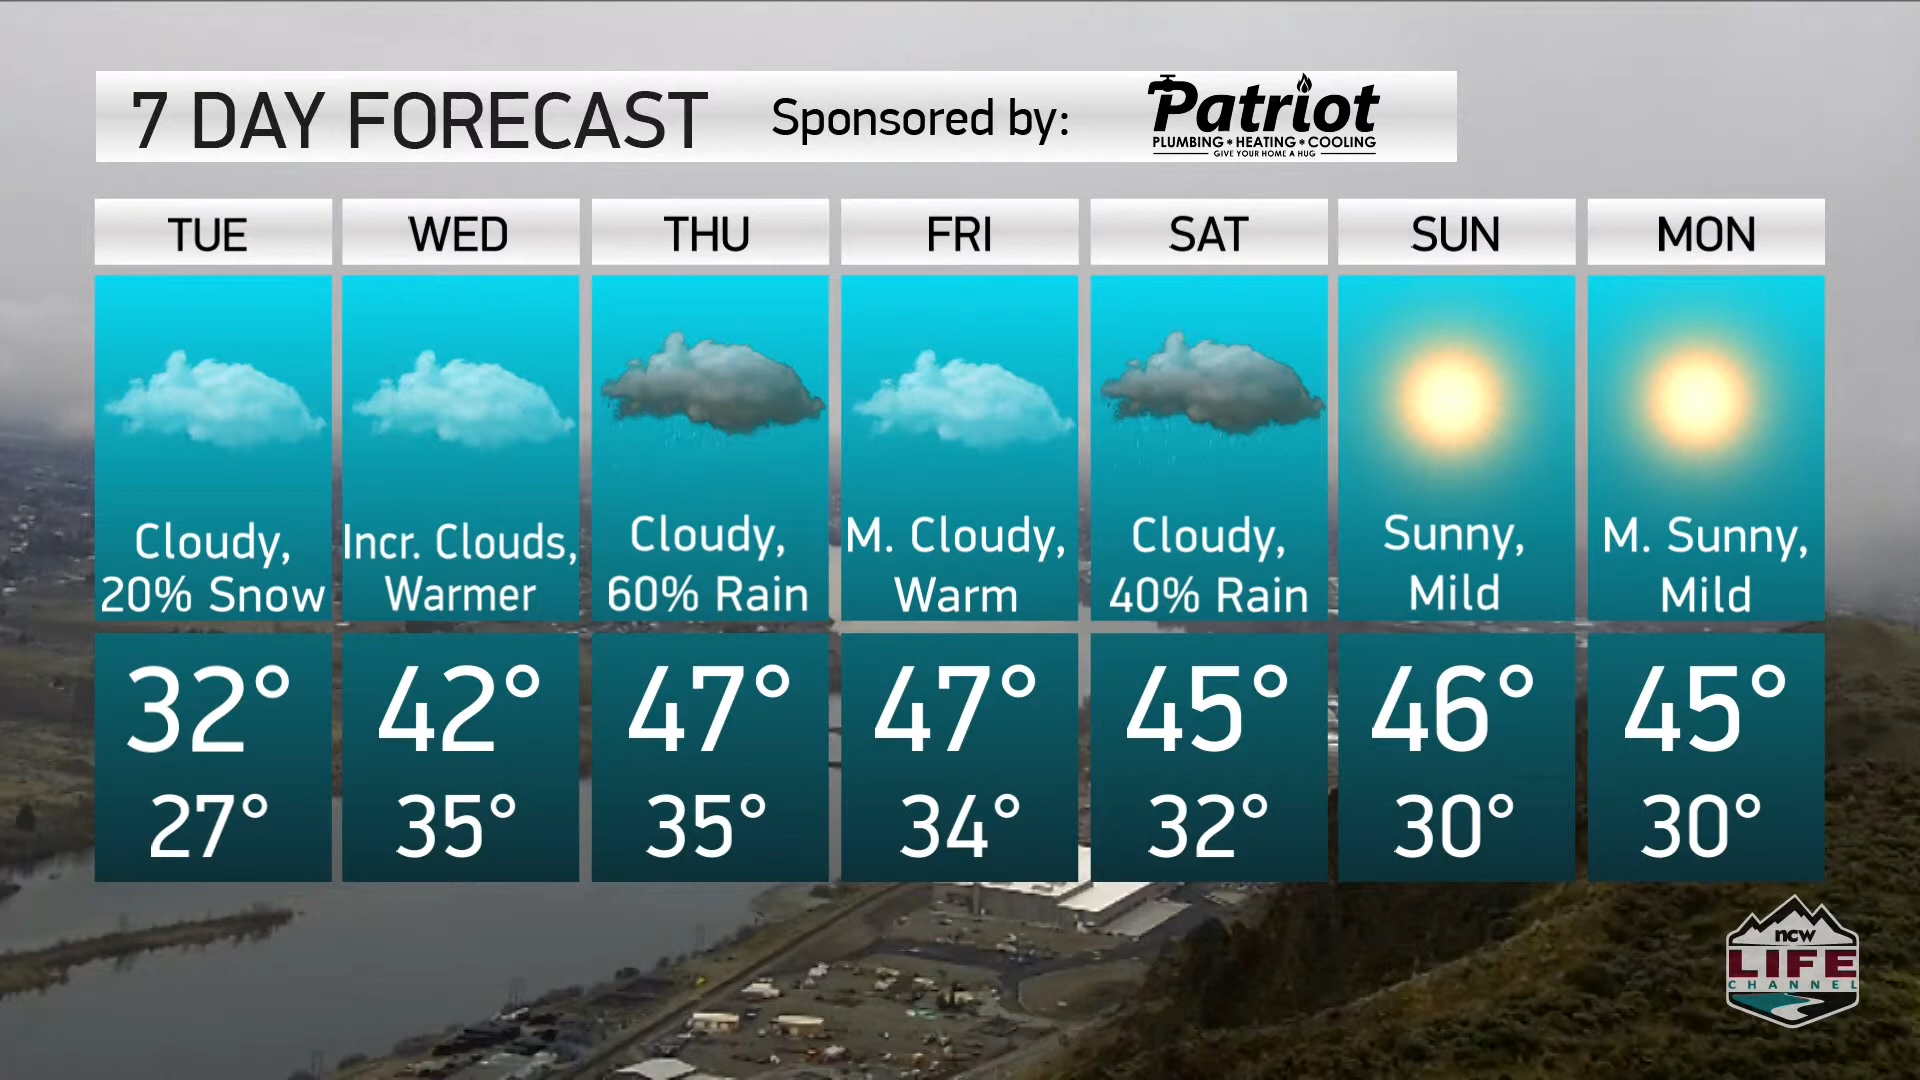 7 DAY FORECAST Sponsored by: Patriot
PLUMBING • HEATING • COOLING
GIVE YOUR HOME A HUG
TUE WED THU FRI SAT SUN MON
Cloudy, Incr. Clouds, Cloudy, M. Cloudy, Cloudy, Sunny, M. Sunny,
20% Snow Warmer 60% Rain Warm 40% Rain Mild Mild
32° 42° 47° 47° 45° 46° 45°
27° 35° 35° 34° 32° 30° 30°
ncw
LIFE
CHANNEL